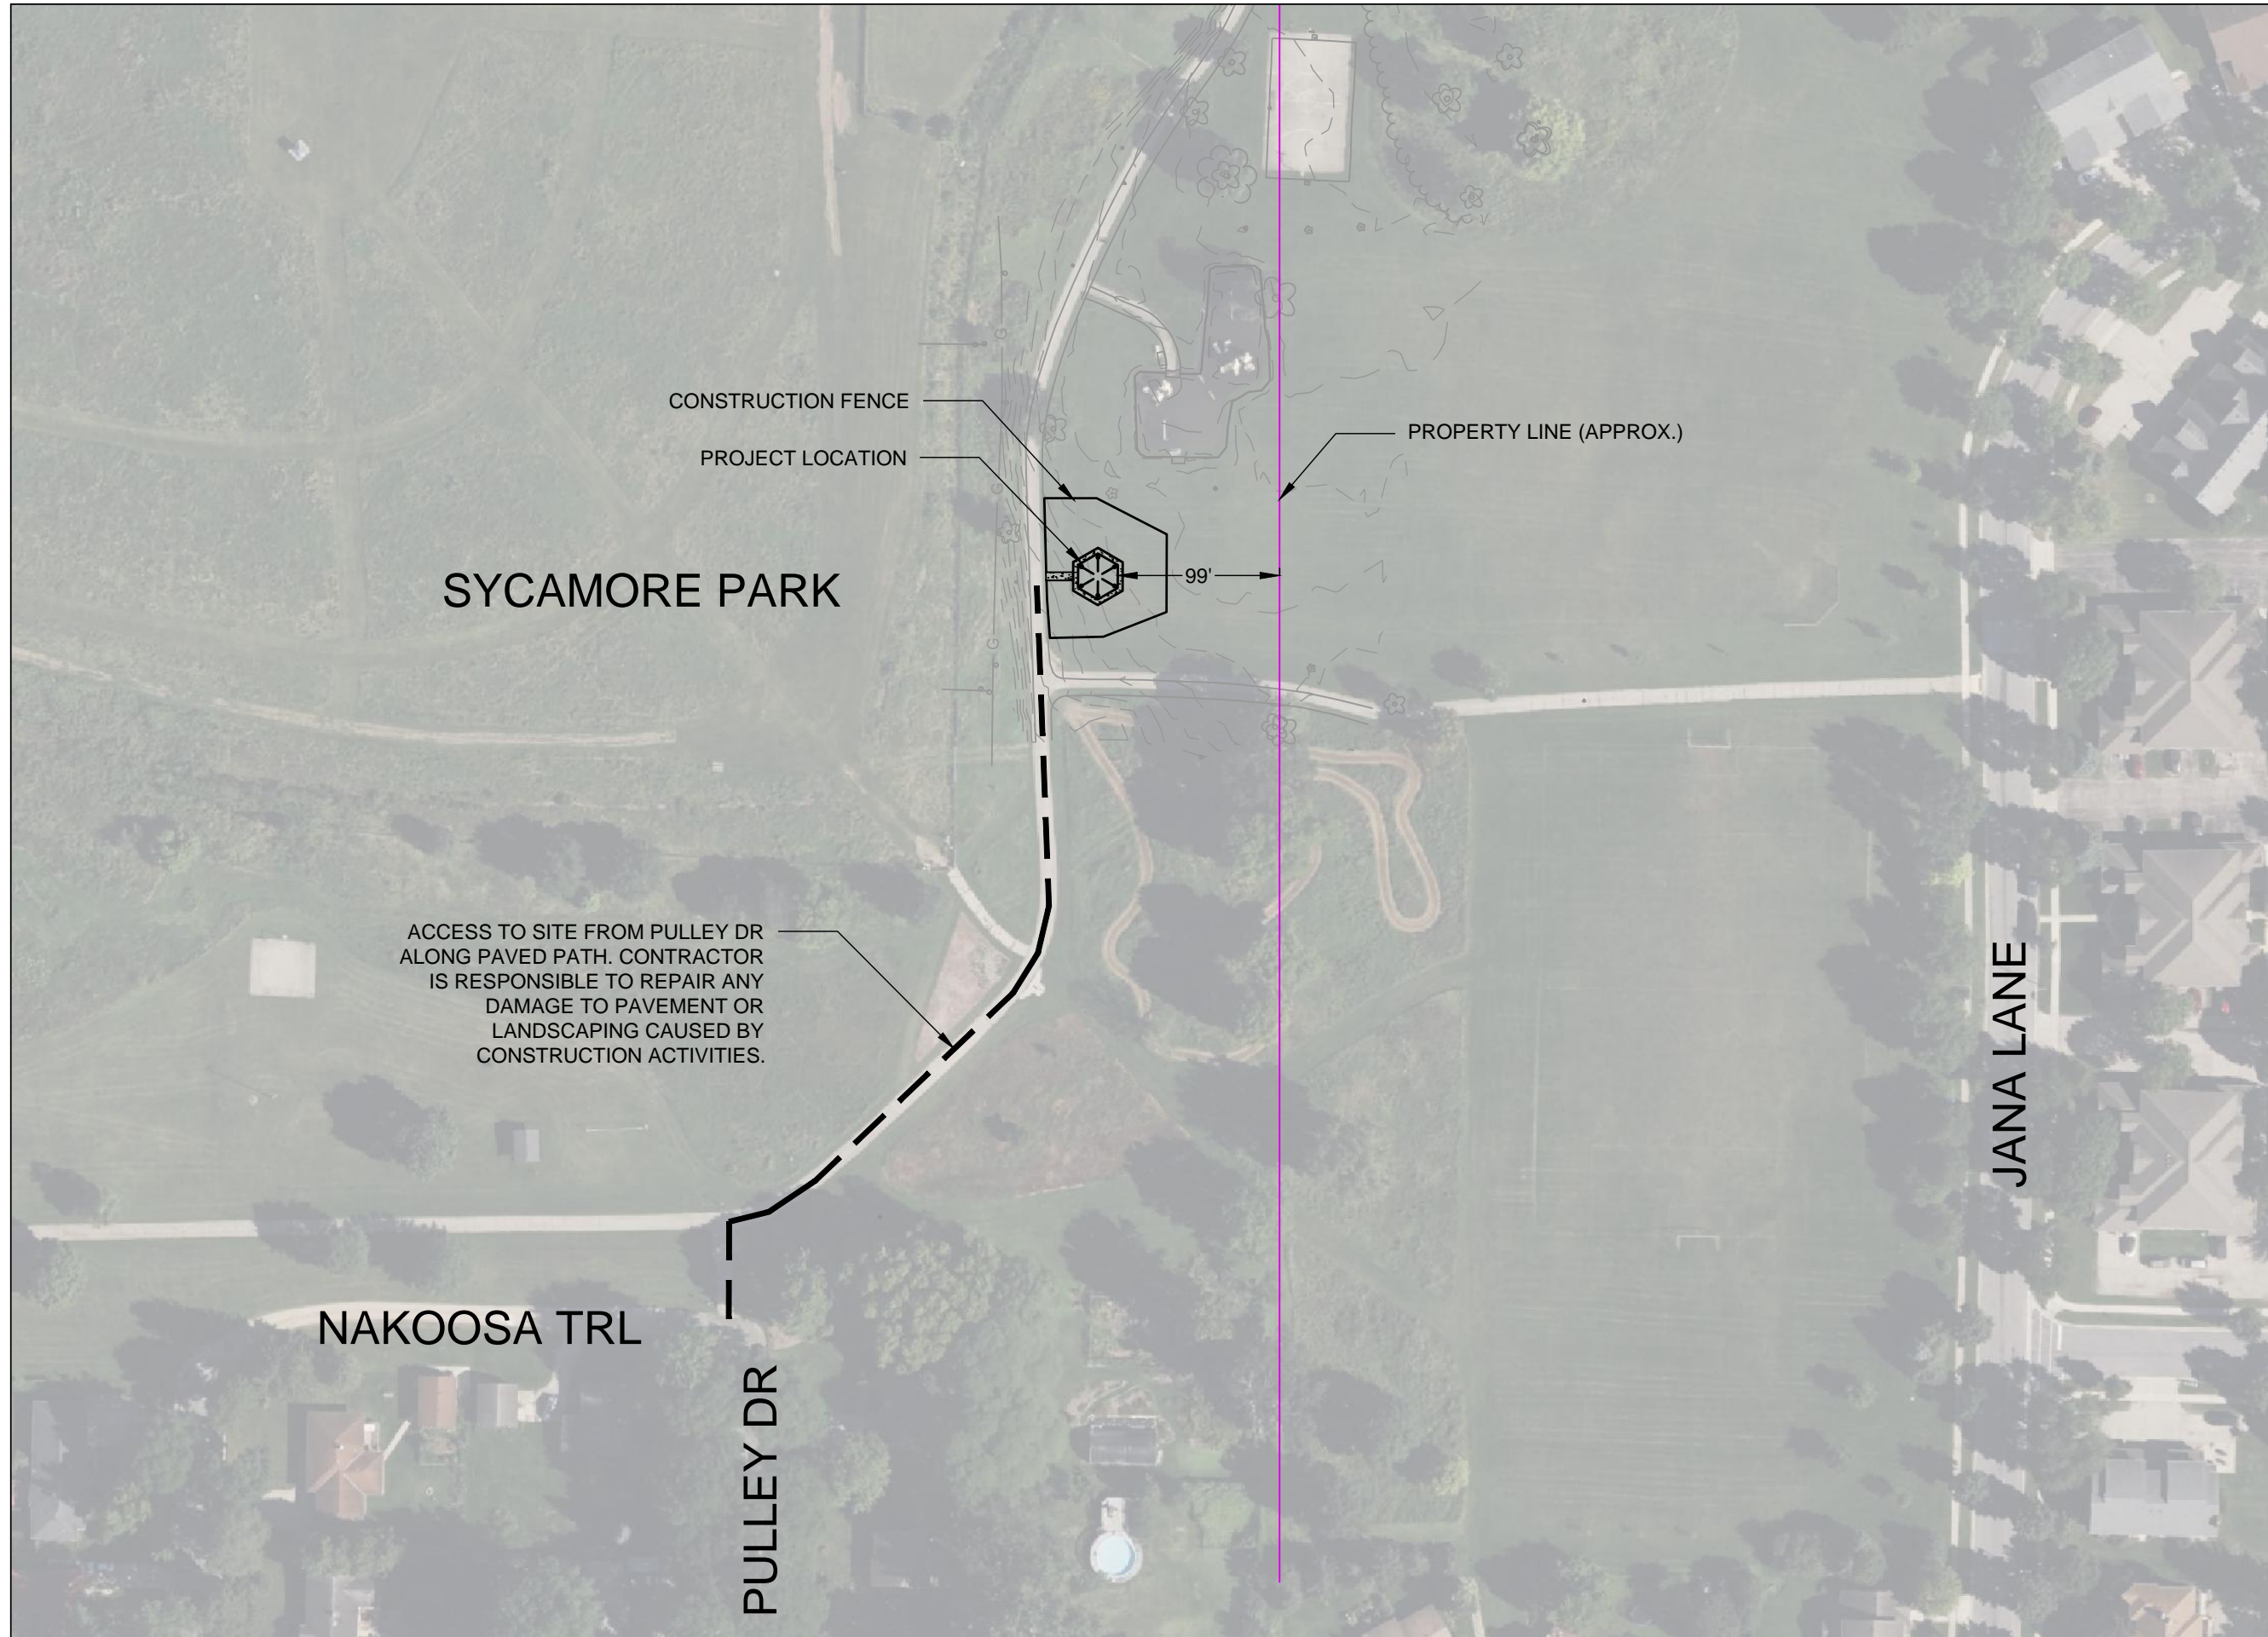 CONSTRUCTION FENCE
PROPERTY LINE (APPROX.)
PROJECT LOCATION
99'
SYCAMORE PARK
G
G
G
ACCESS TO SITE FROM PULLEY DR
ALONG PAVED PATH. CONTRACTOR
IS RESPONSIBLE TO REPAIR ANY
DAMAGE TO PAVEMENT OR
LANDSCAPING CAUSED BY
CONSTRUCTION ACTIVITIES.
JANA LANE
NAKOOSA TRL
PULLEY DR